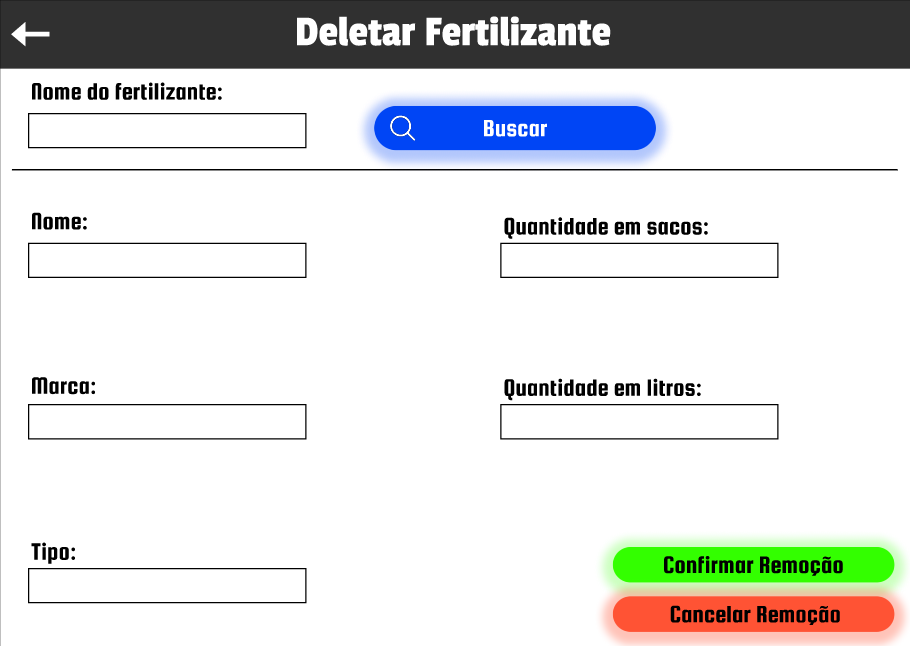 Deletar Fertilizante
Nome do fertilizante:
Buscar
Nome:
Quantidade em sacos:
Marca:
Quantidade em litros:
Tipo:
Confirmar Remoção
Cancelar Remoção